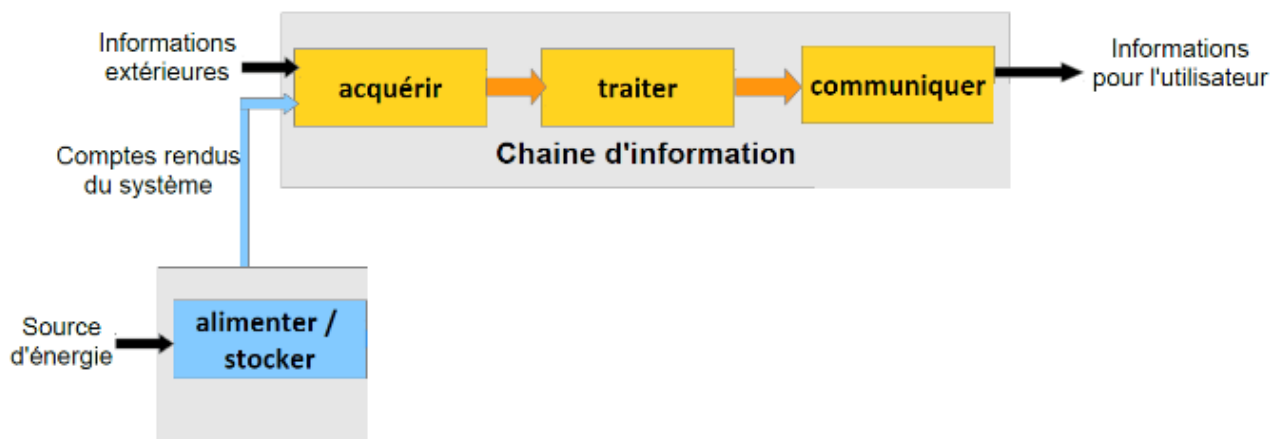 Informations
extérieures
acquérir
traiter
communiquer
Informations
pour l'utilisateur
Chaine d'information
Comptes rendus
du système
Source
d'énergie
alimenter /
stocker